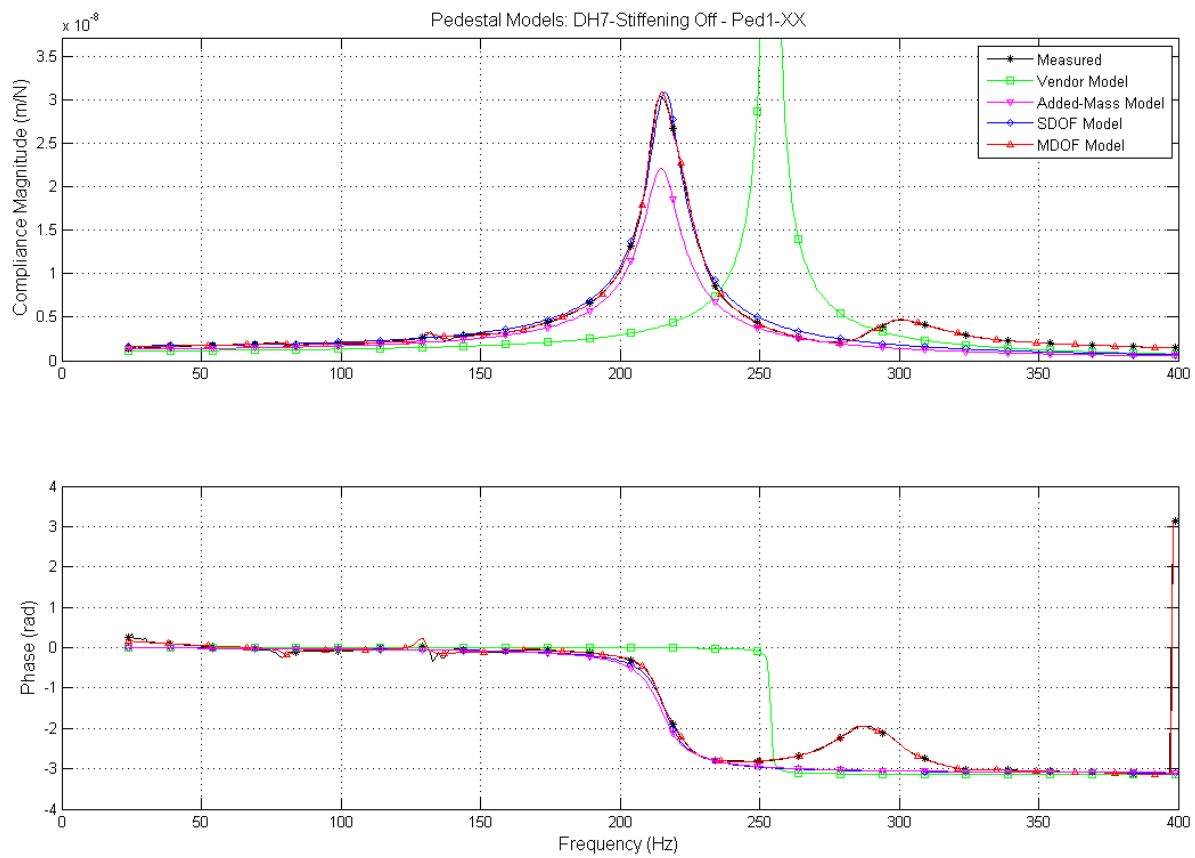 Pedestal Models: DH7-Stiffening Off - Ped1-XX
x 10-8
3.5
3
2.5
2
1.5
1
0.5
0
Compliance Magnitude (m/N)
Measured
Vendor Model
Added-Mass Model
SDOF Model
MDOF Model
0 50 100 150 200 250 300 350 400
4
3
2
1
0
-1
-2
-3
-4
Phase (rad)
0 50 100 150 200 250 300 350 400
Frequency (Hz)